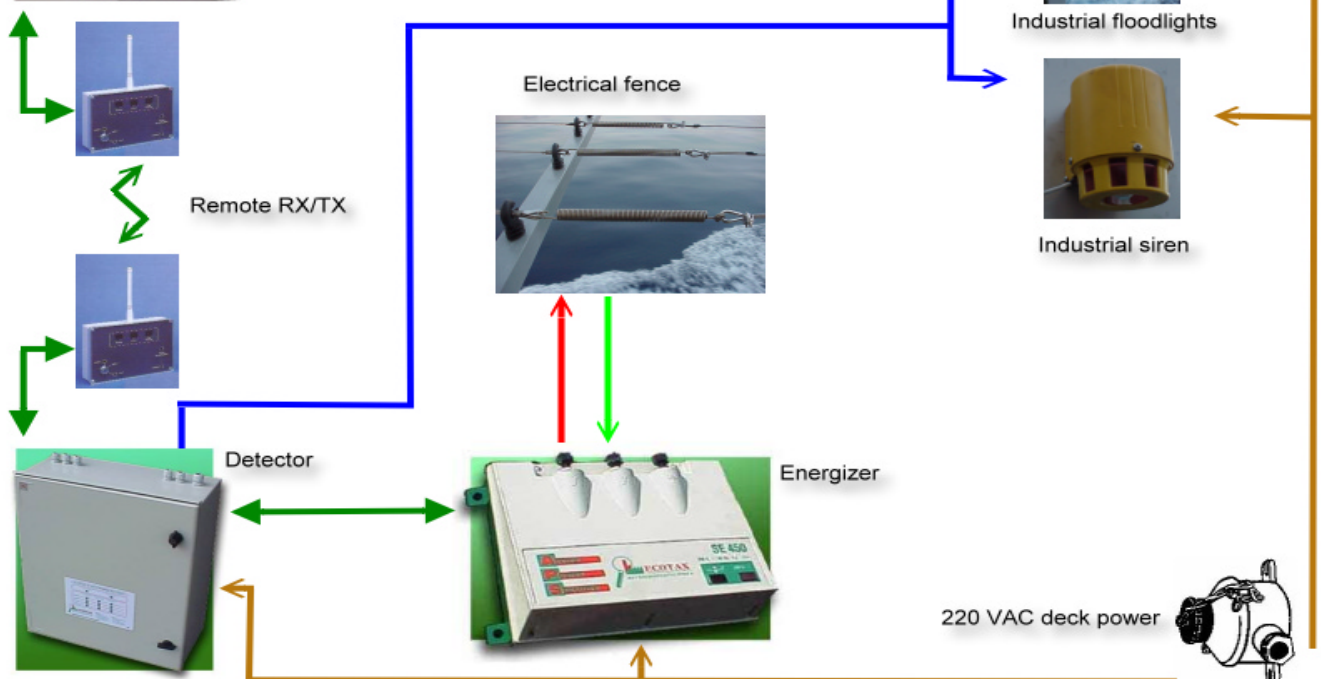 Industrial floodlights
Electrical fence
Remote RX/TX
Industrial siren
Detector
Energizer
SE 450
ECOTAX
220 VAC deck power